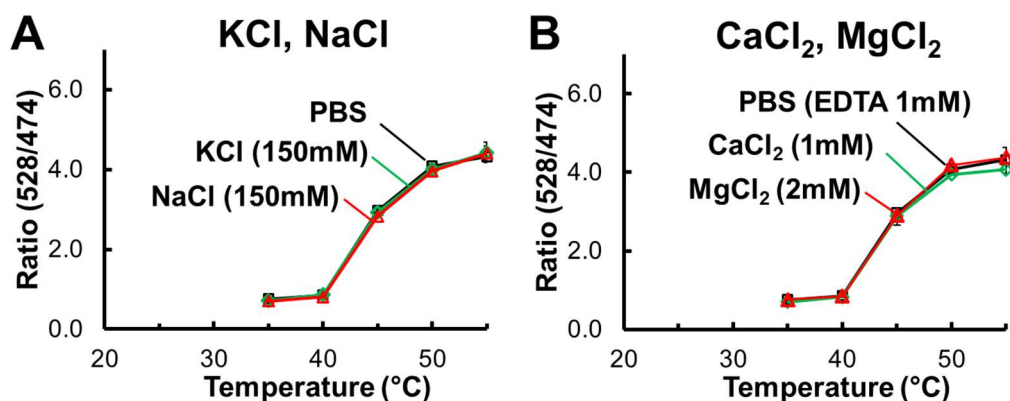 A
KCl, NaCl
Ratio (528/474)
6.0
4.0
2.0
0.0
PBS
KCl (150mM)
NaCl (150mM)
20
30
40
50
Temperature (°C)
B
CaCl₂, MgCl₂
Ratio (528/474)
6.0
4.0
2.0
0.0
PBS (EDTA 1mM)
CaCl₂ (1mM)
MgCl₂ (2mM)
20
30
40
50
Temperature (°C)